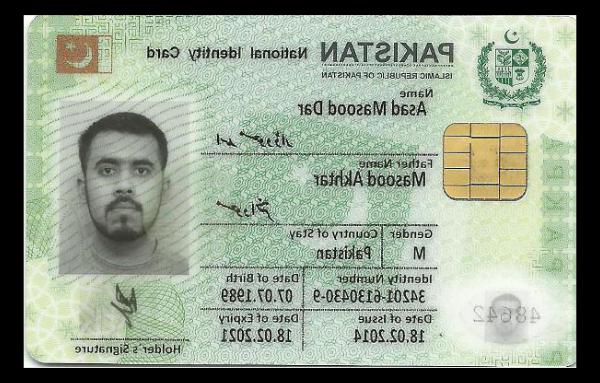 PAKISTAN National Identity Card
ISLAMIC REPUBLIC OF PAKISTAN
Name
Asad Masood Dar
Father Name
Masood Akhtar
Gender Country of Stay
M Pakistan
Identity Number Date of Birth
34201-6130430-9 07.07.1989
Date of Issue Date of Expiry
18.02.2014 18.02.2021
48642
Holder's Signature